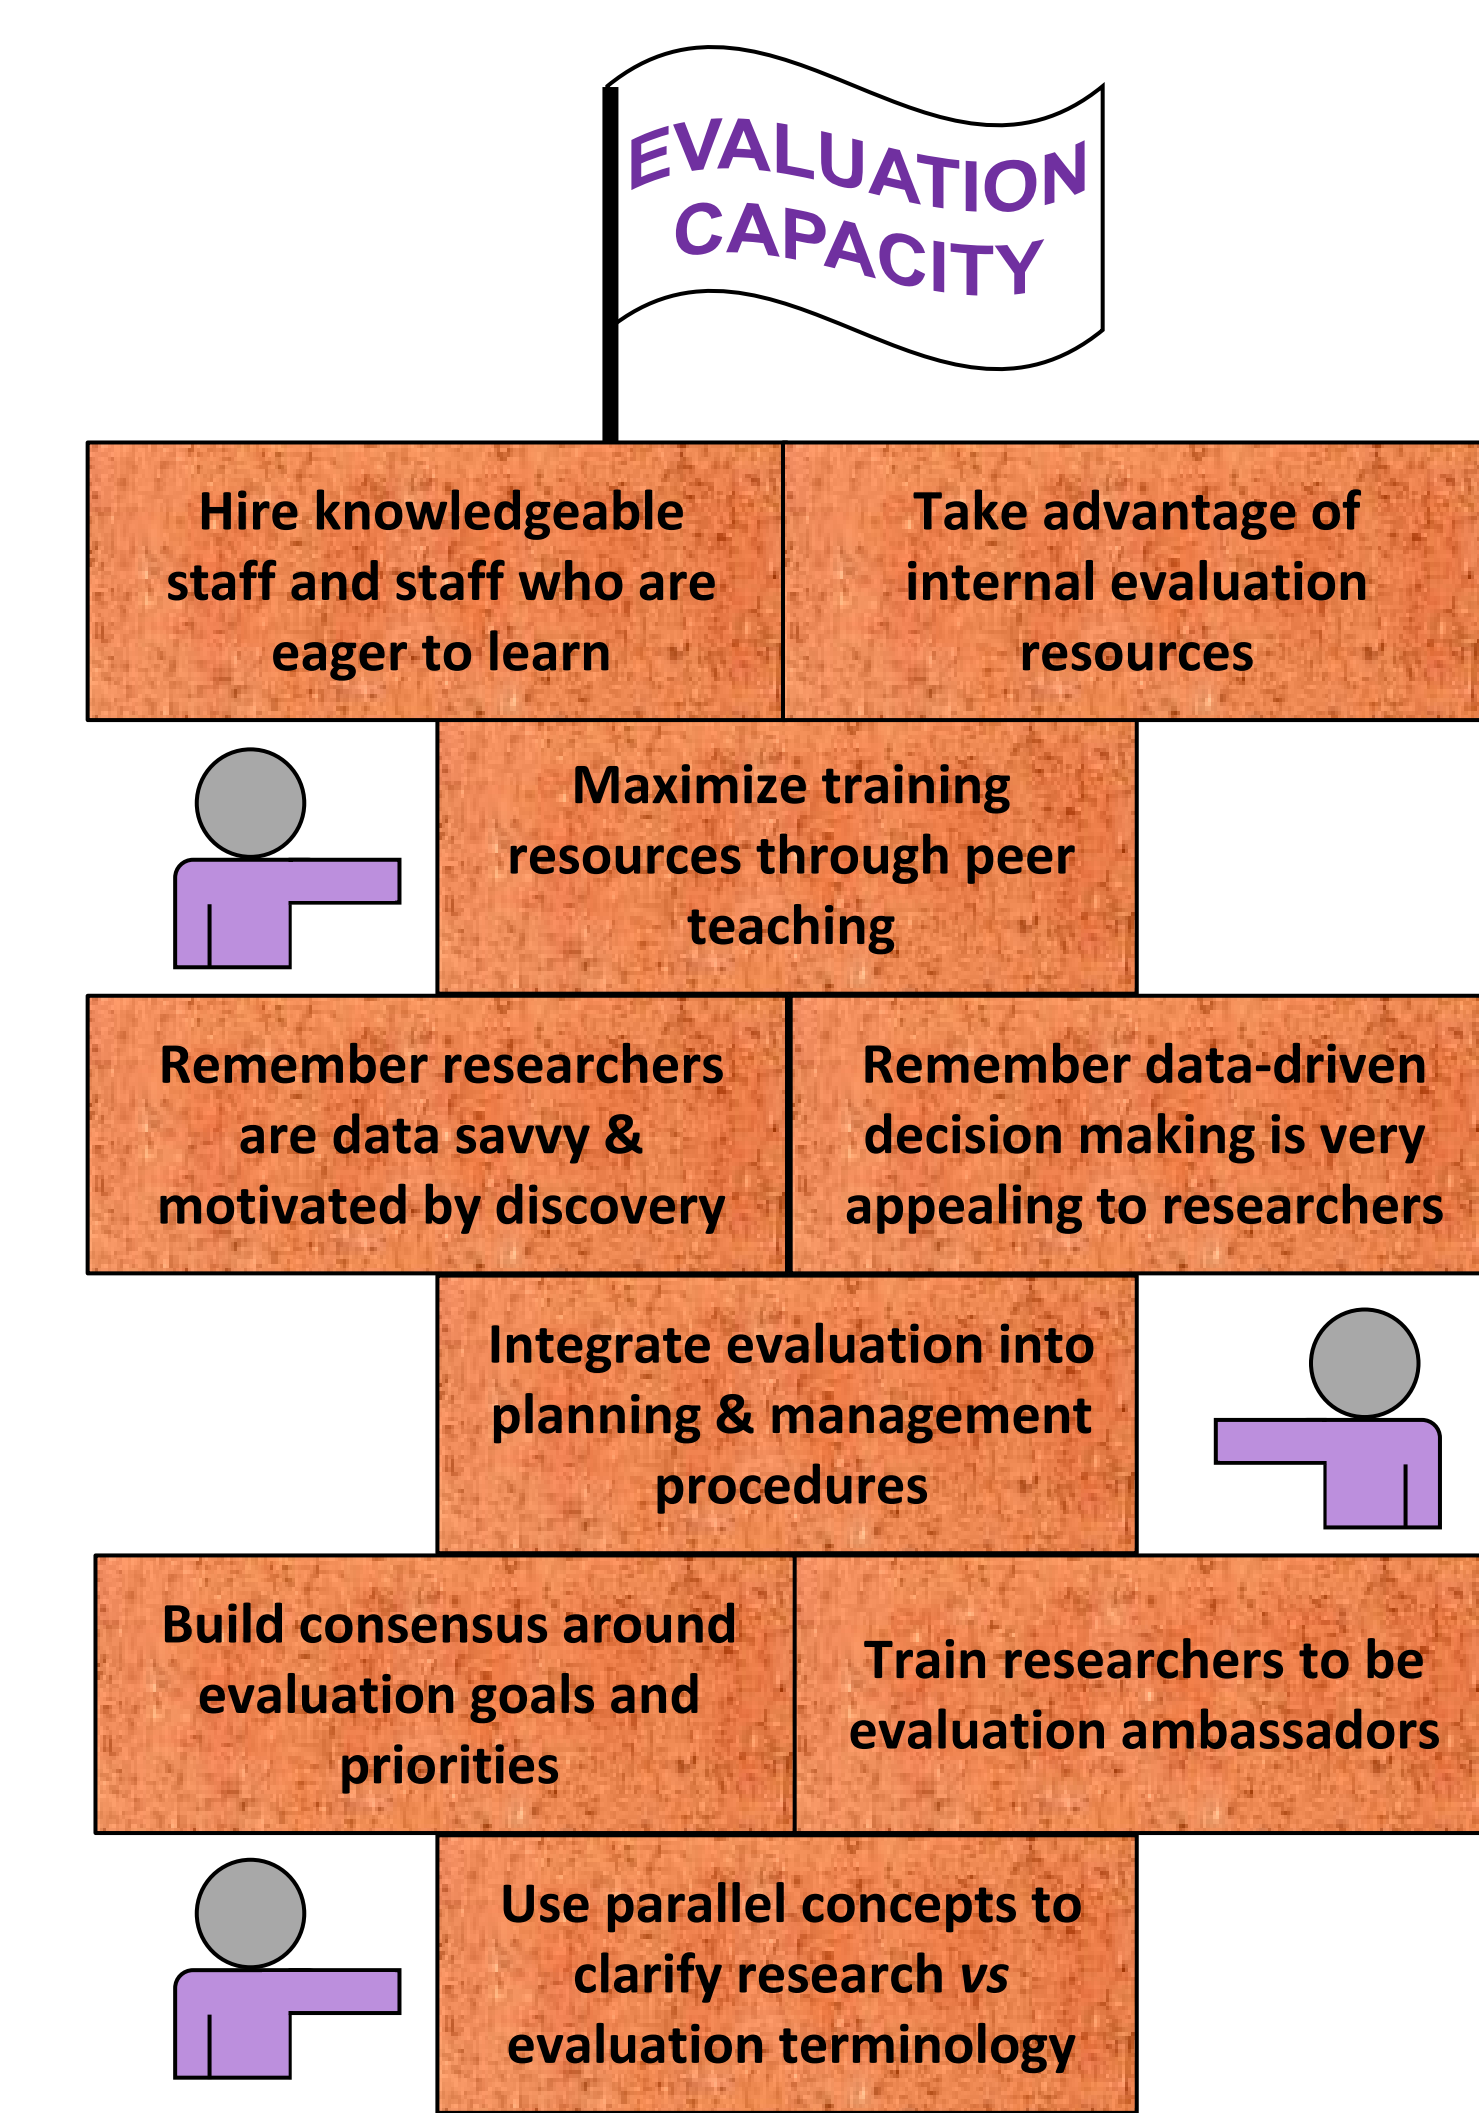 EVALUATION
CAPACITY
Hire knowledgeable
staff and staff who are
eager to learn
Take advantage of
internal evaluation
resources
Maximize training
resources through peer
teaching
Remember researchers
are data savvy &
motivated by discovery
Remember data-driven
decision making is very
appealing to researchers
Integrate evaluation into
planning & management
procedures
Build consensus around
evaluation goals and
priorities
Train researchers to be
evaluation ambassadors
Use parallel concepts to
clarify research vs
evaluation terminology